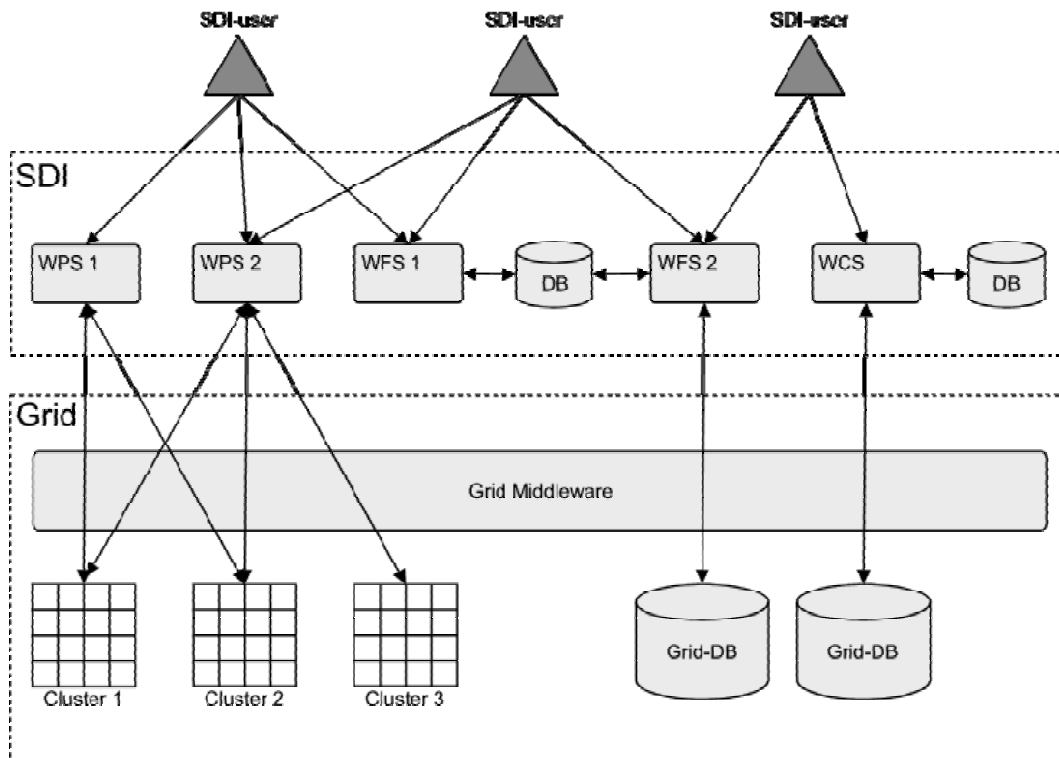 SDI-user
SDI-user
SDI-user
SDI
WPS 1
WPS 2
WFS 1
DB
WFS 2
WCS
DB
Grid
Grid Middleware
Grid-DB
Grid-DB
Cluster 1
Cluster 2
Cluster 3